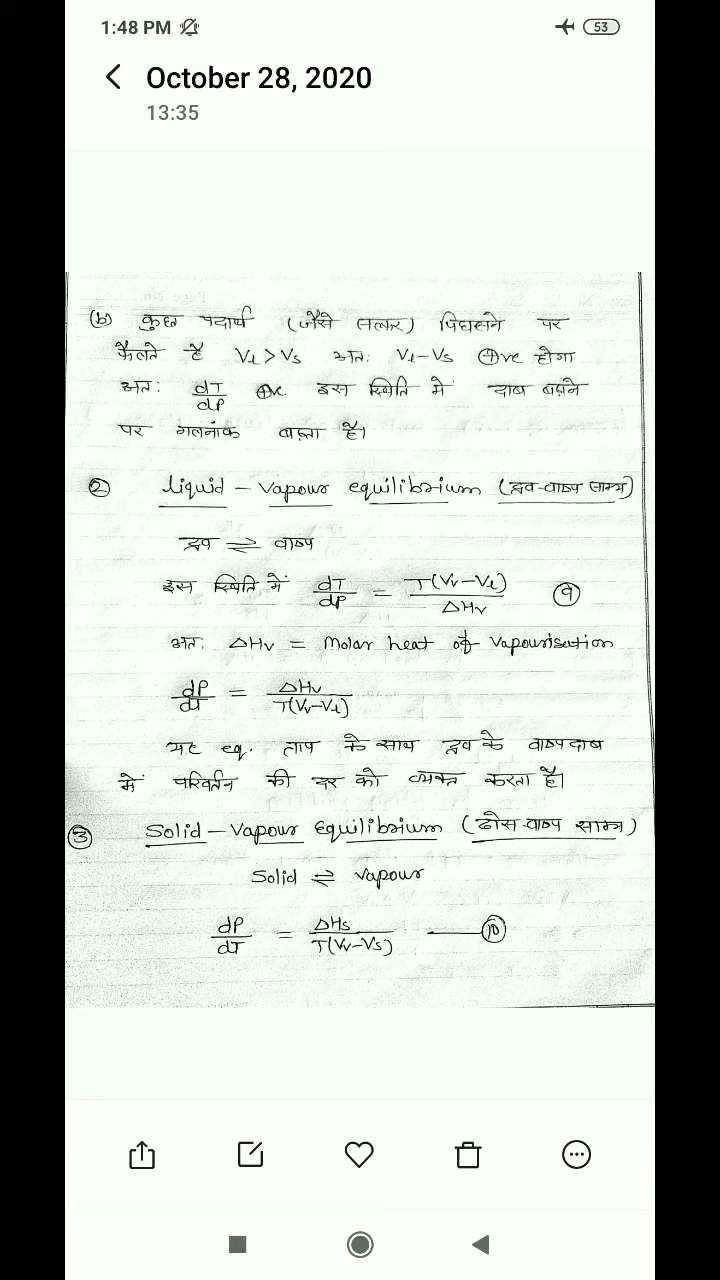 1:48 PM
53
October 28, 2020
13:35
(b) कुछ पदार्थ (जैसे सल्फर) पिघलने पर
फैलते है Vl > Vs अतः Vl - Vs ⊕ve होगा
अतः dT/dP ⊕ve इस स्थिति में दाब बढ़ने
पर गलनांक बढ़ता है।
② liquid - Vapour equilibrium (द्रव-वाष्प साम्य)
द्रव ⇌ वाष्प
इस स्थिति में dT/dP = T(Vv-Vl)/ΔHv ⑨
अतः ΔHv = Molar heat of Vapourisation
dP/dT = ΔHv/T(Vv-Vl)
यह eq. ताप के साथ द्रव के वाष्पदाब
में परिवर्तन की दर को व्यक्त करता है।
③ Solid - Vapour Equilibrium (ठोस-वाष्प साम्य)
Solid ⇌ Vapour
dP/dT = ΔHs/T(Vv-Vs) — ⑩